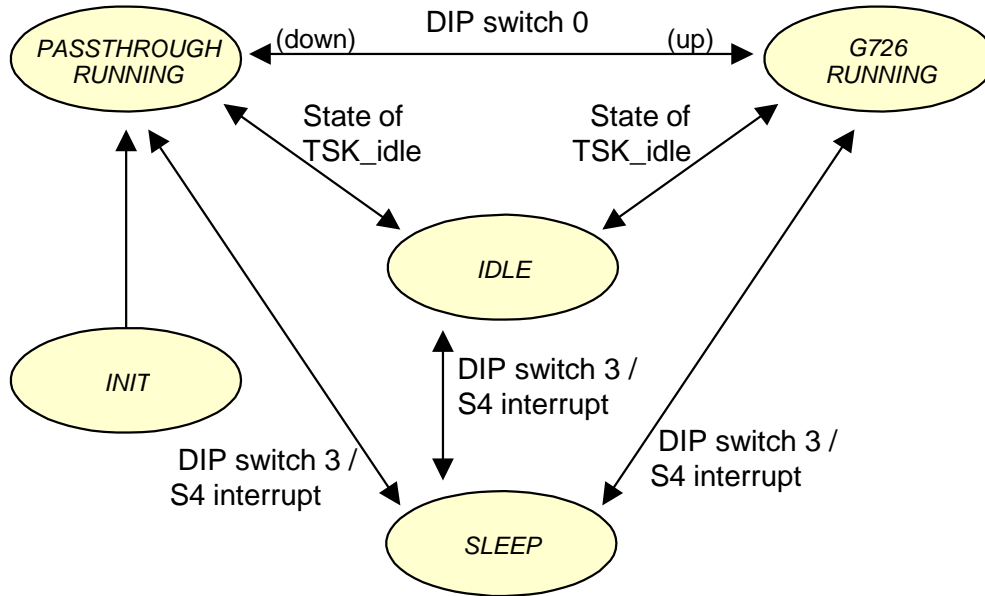 DIP switch 0
PASSTHROUGH
RUNNING
(down)
(up)
G726
RUNNING
State of
TSK_idle
State of
TSK_idle
IDLE
INIT
DIP switch 3 /
S4 interrupt
DIP switch 3 /
S4 interrupt
DIP switch 3 /
S4 interrupt
SLEEP